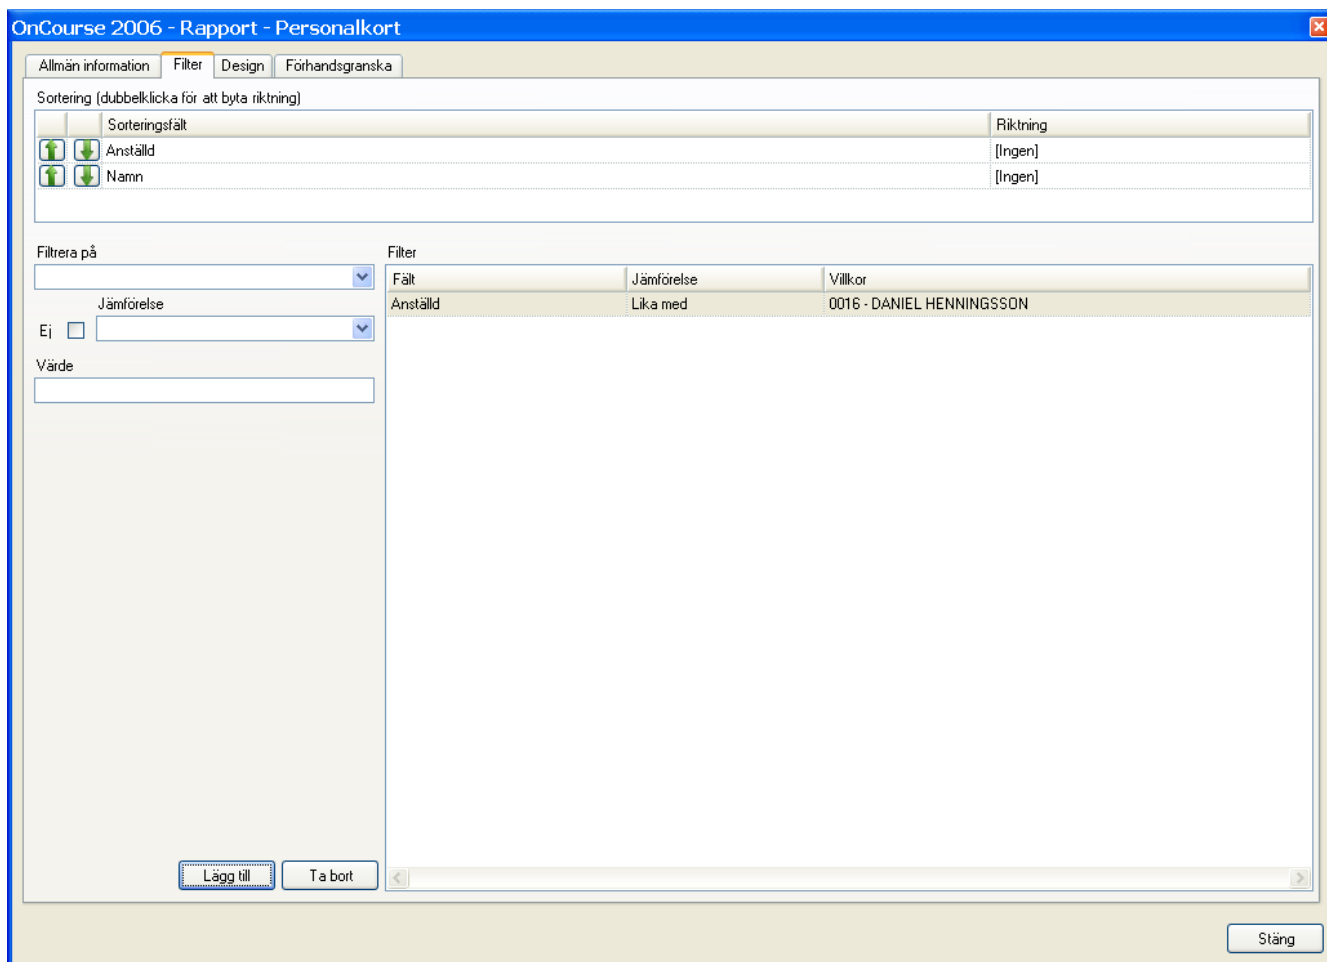 OnCourse 2006 - Rapport - Personalkort
Allmän information Filter Design Förhandsgranska
Sortering (dubbelklicka för att byta riktning)
Sorteringsfält Riktning
Anställd [Ingen]
Namn [Ingen]
Filtrera på Filter
Fält Jämförelse Villkor
Jämförelse Anställd Lika med 0016 - DANIEL HENNINGSSON
Ej
Värde
Lägg till Ta bort
Stäng